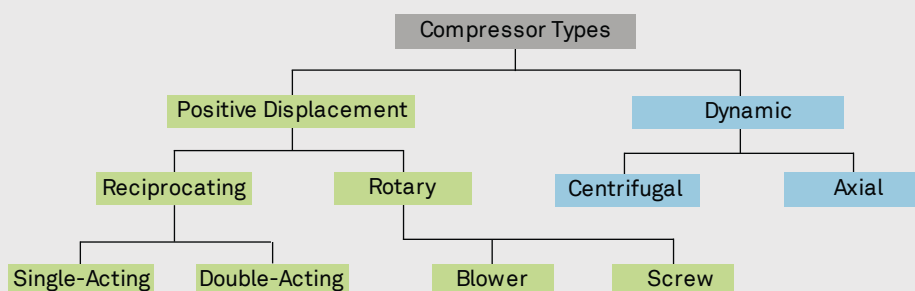 Compressor Types
Positive Displacement
Dynamic
Reciprocating
Rotary
Centrifugal
Axial
Single-Acting
Double-Acting
Blower
Screw